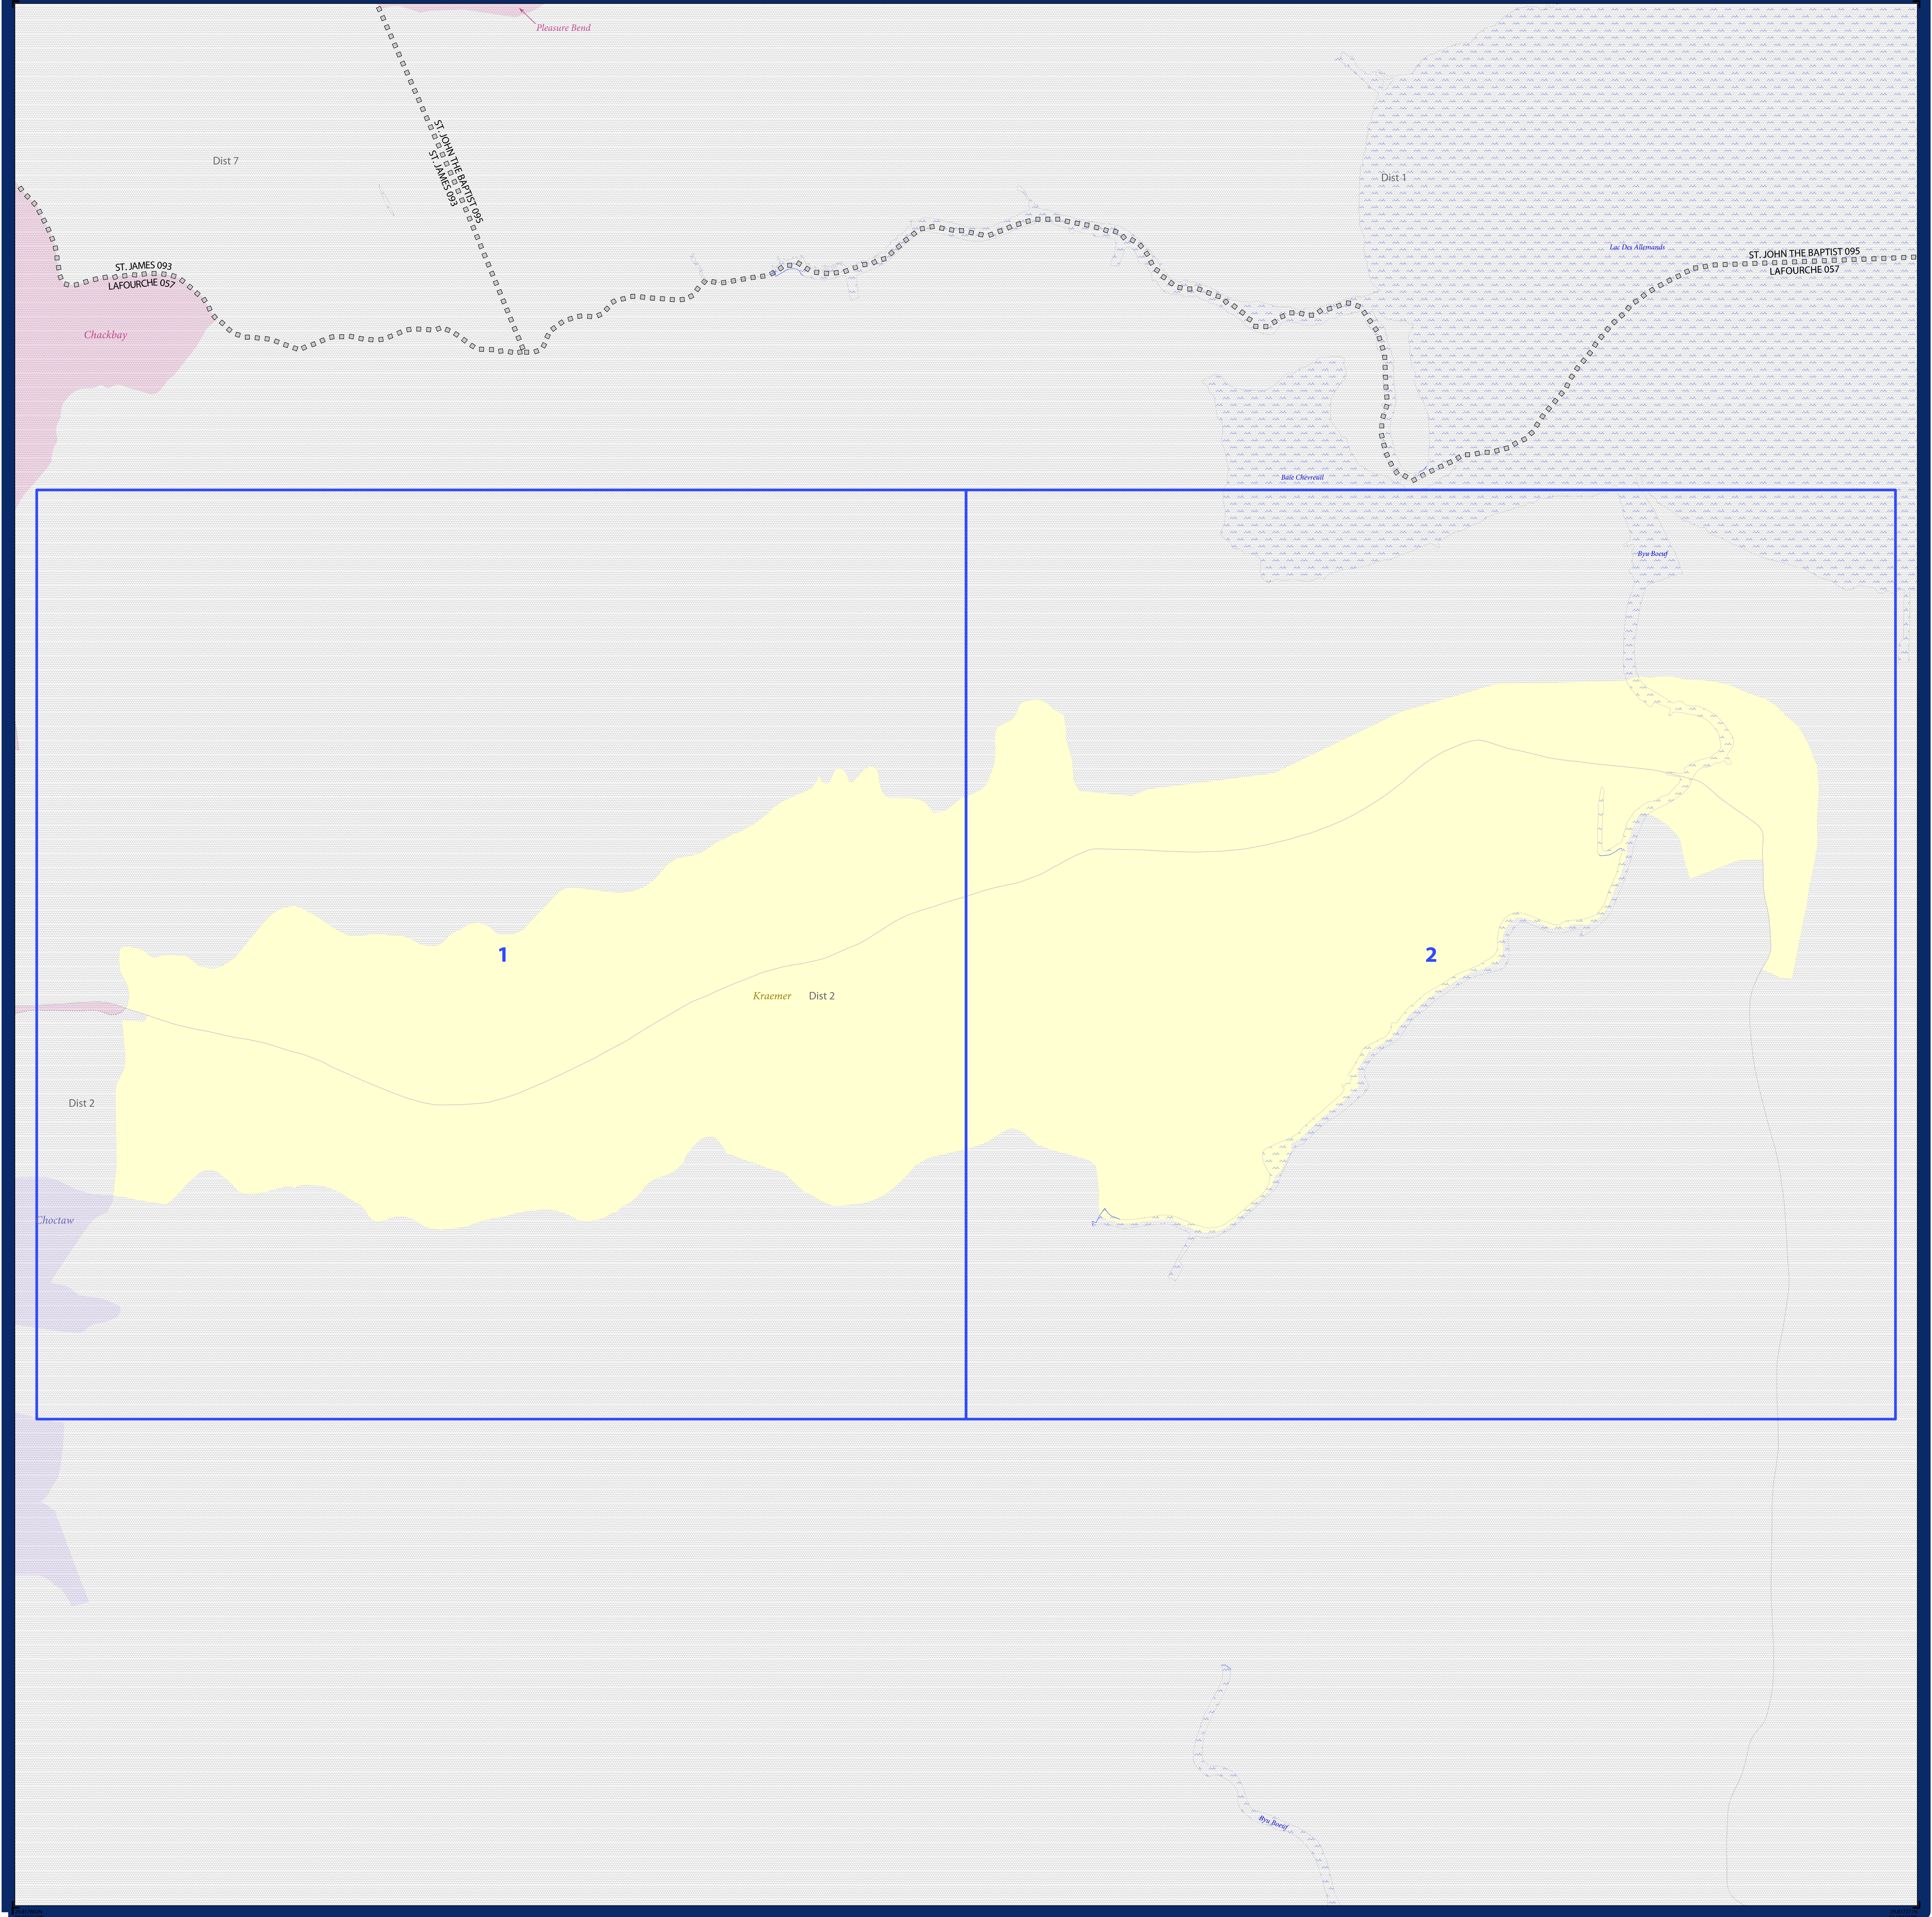 Pleasure Bend
ST. JOHN THE BAPTIST 095
ST. JAMES 093
Dist 7
Dist 1
Lac Des Allemands
ST. JOHN THE BAPTIST 095
LAFOURCHE 057
ST. JAMES 093
LAFOURCHE 057
Chackbay
Baie Chevreuil
Byu Boeuf
1
2
Kraemer
Dist 2
Dist 2
Choctaw
Byu Boeuf